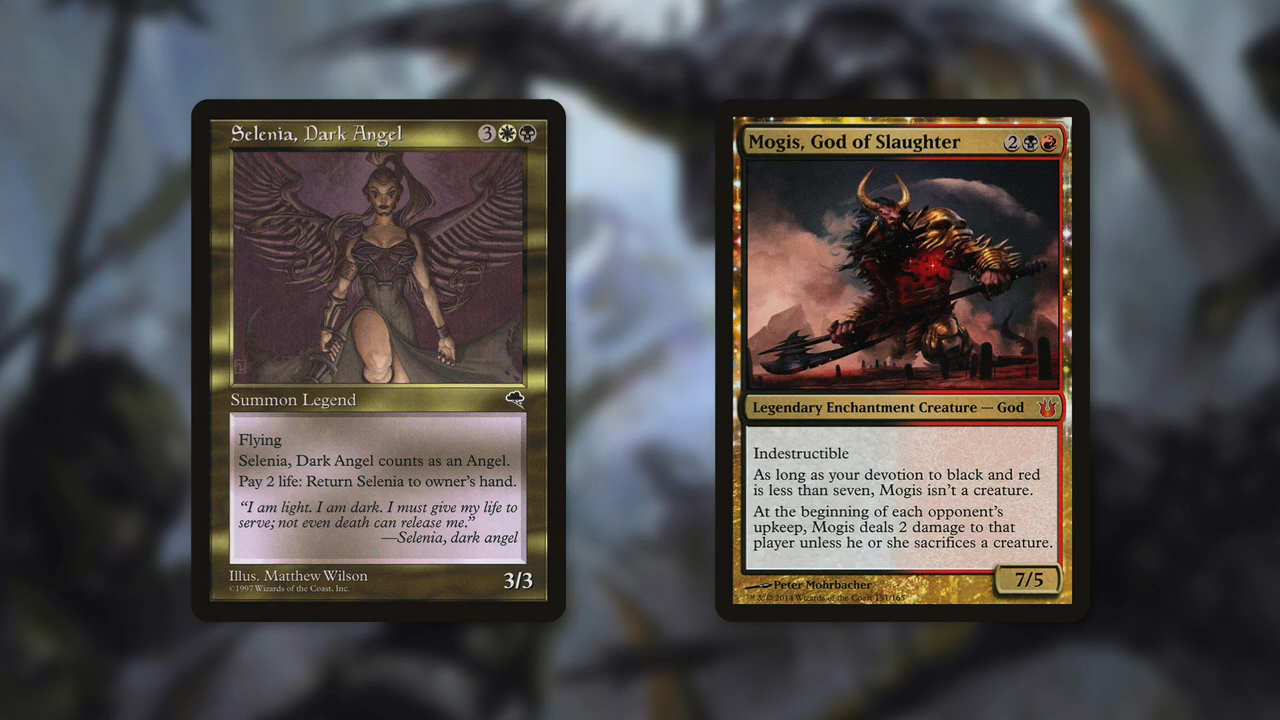 Selenia, Dark Angel 3
Summon Legend
Flying
Selenia, Dark Angel counts as an Angel.
Pay 2 life: Return Selenia to owner's hand.
"I am light. I am dark. I must give my life to
serve; not even death can release me."
—Selenia, dark angel
Illus. Matthew Wilson
©1997 Wizards of the Coast, Inc.
3/3
Mogis, God of Slaughter 2
Legendary Enchantment Creature — God
Indestructible
As long as your devotion to black and red
is less than seven, Mogis isn't a creature.
At the beginning of each opponent's
upkeep, Mogis deals 2 damage to that
player unless he or she sacrifices a creature.
7/5
Peter Mohrbacher
™ & © 2014 Wizards of the Coast 151/165